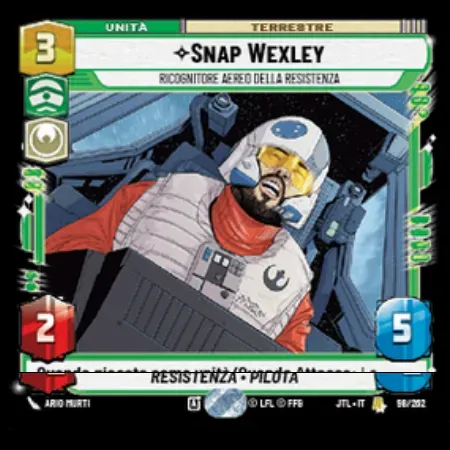 UNITÀ
TERRESTRE
3
SNAP WEXLEY
RICOGNITORE AEREO DELLA RESISTENZA
2
5
RESISTENZA • PILOTA
ARIO MURTI
© LFL © FFG
JTL • IT
98/262